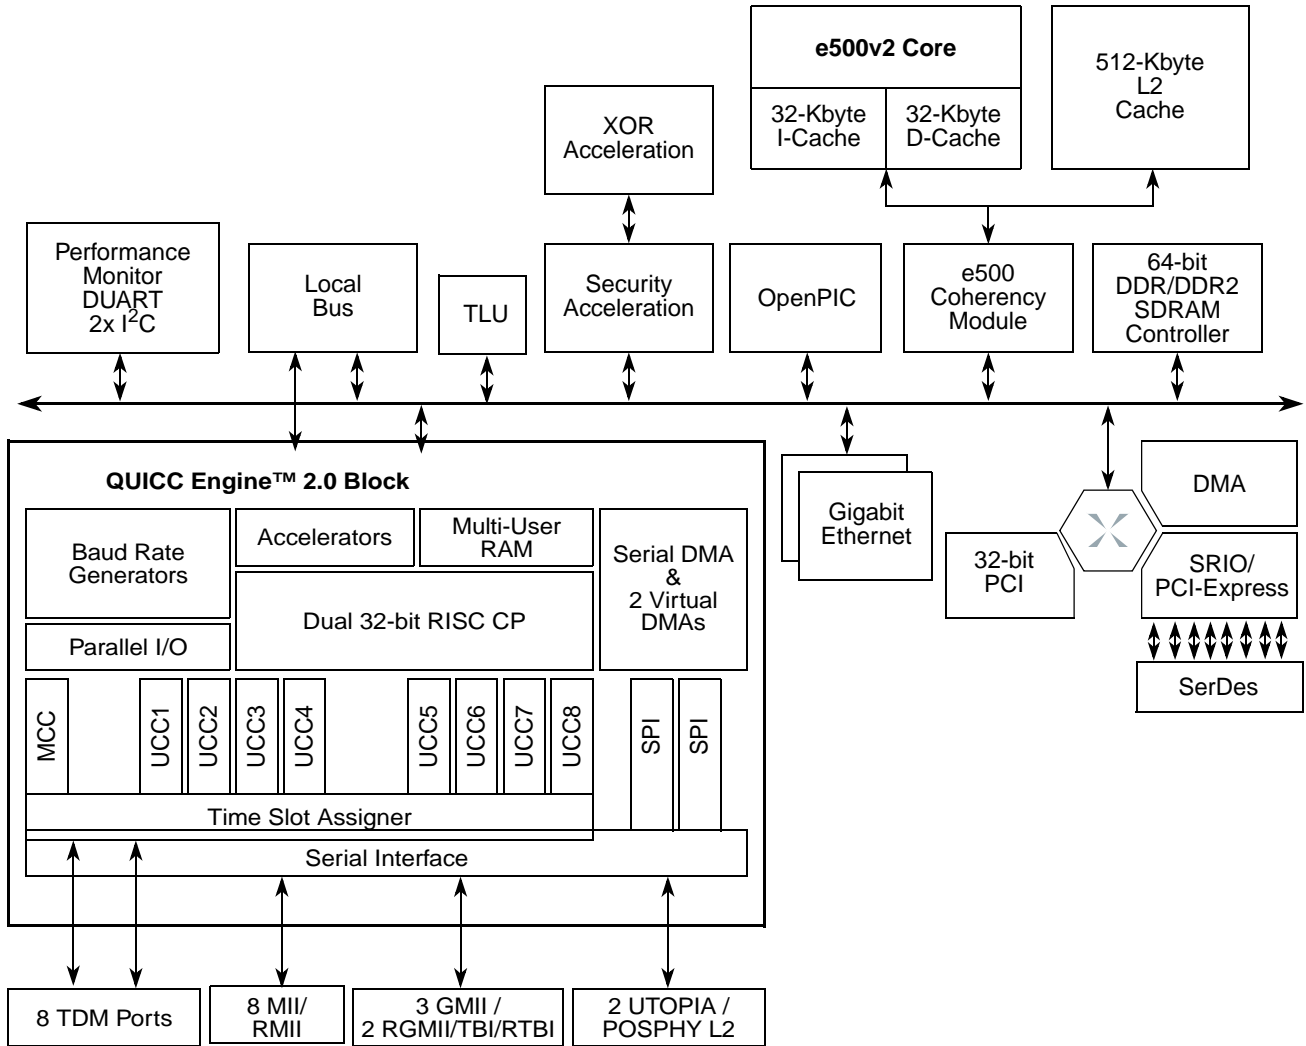 e500v2 Core
32-Kbyte
I-Cache
32-Kbyte
D-Cache
512-Kbyte
L2
Cache
XOR
Acceleration
Performance
Monitor
DUART
2x I²C
Local
Bus
TLU
Security
Acceleration
OpenPIC
e500
Coherency
Module
64-bit
DDR/DDR2
SDRAM
Controller
QUICC Engine™ 2.0 Block
Baud Rate
Generators
Accelerators
Multi-User
RAM
Serial DMA
&
2 Virtual
DMAs
Parallel I/O
Dual 32-bit RISC CP
MCC
UCC1
UCC2
UCC3
UCC4
UCC5
UCC6
UCC7
UCC8
SPI
SPI
Time Slot Assigner
Serial Interface
Gigabit
Ethernet
DMA
32-bit
PCI
SRIO/
PCI-Express
SerDes
8 TDM Ports
8 MII/
RMII
3 GMII /
2 RGMII/TBI/RTBI
2 UTOPIA /
POSPHY L2